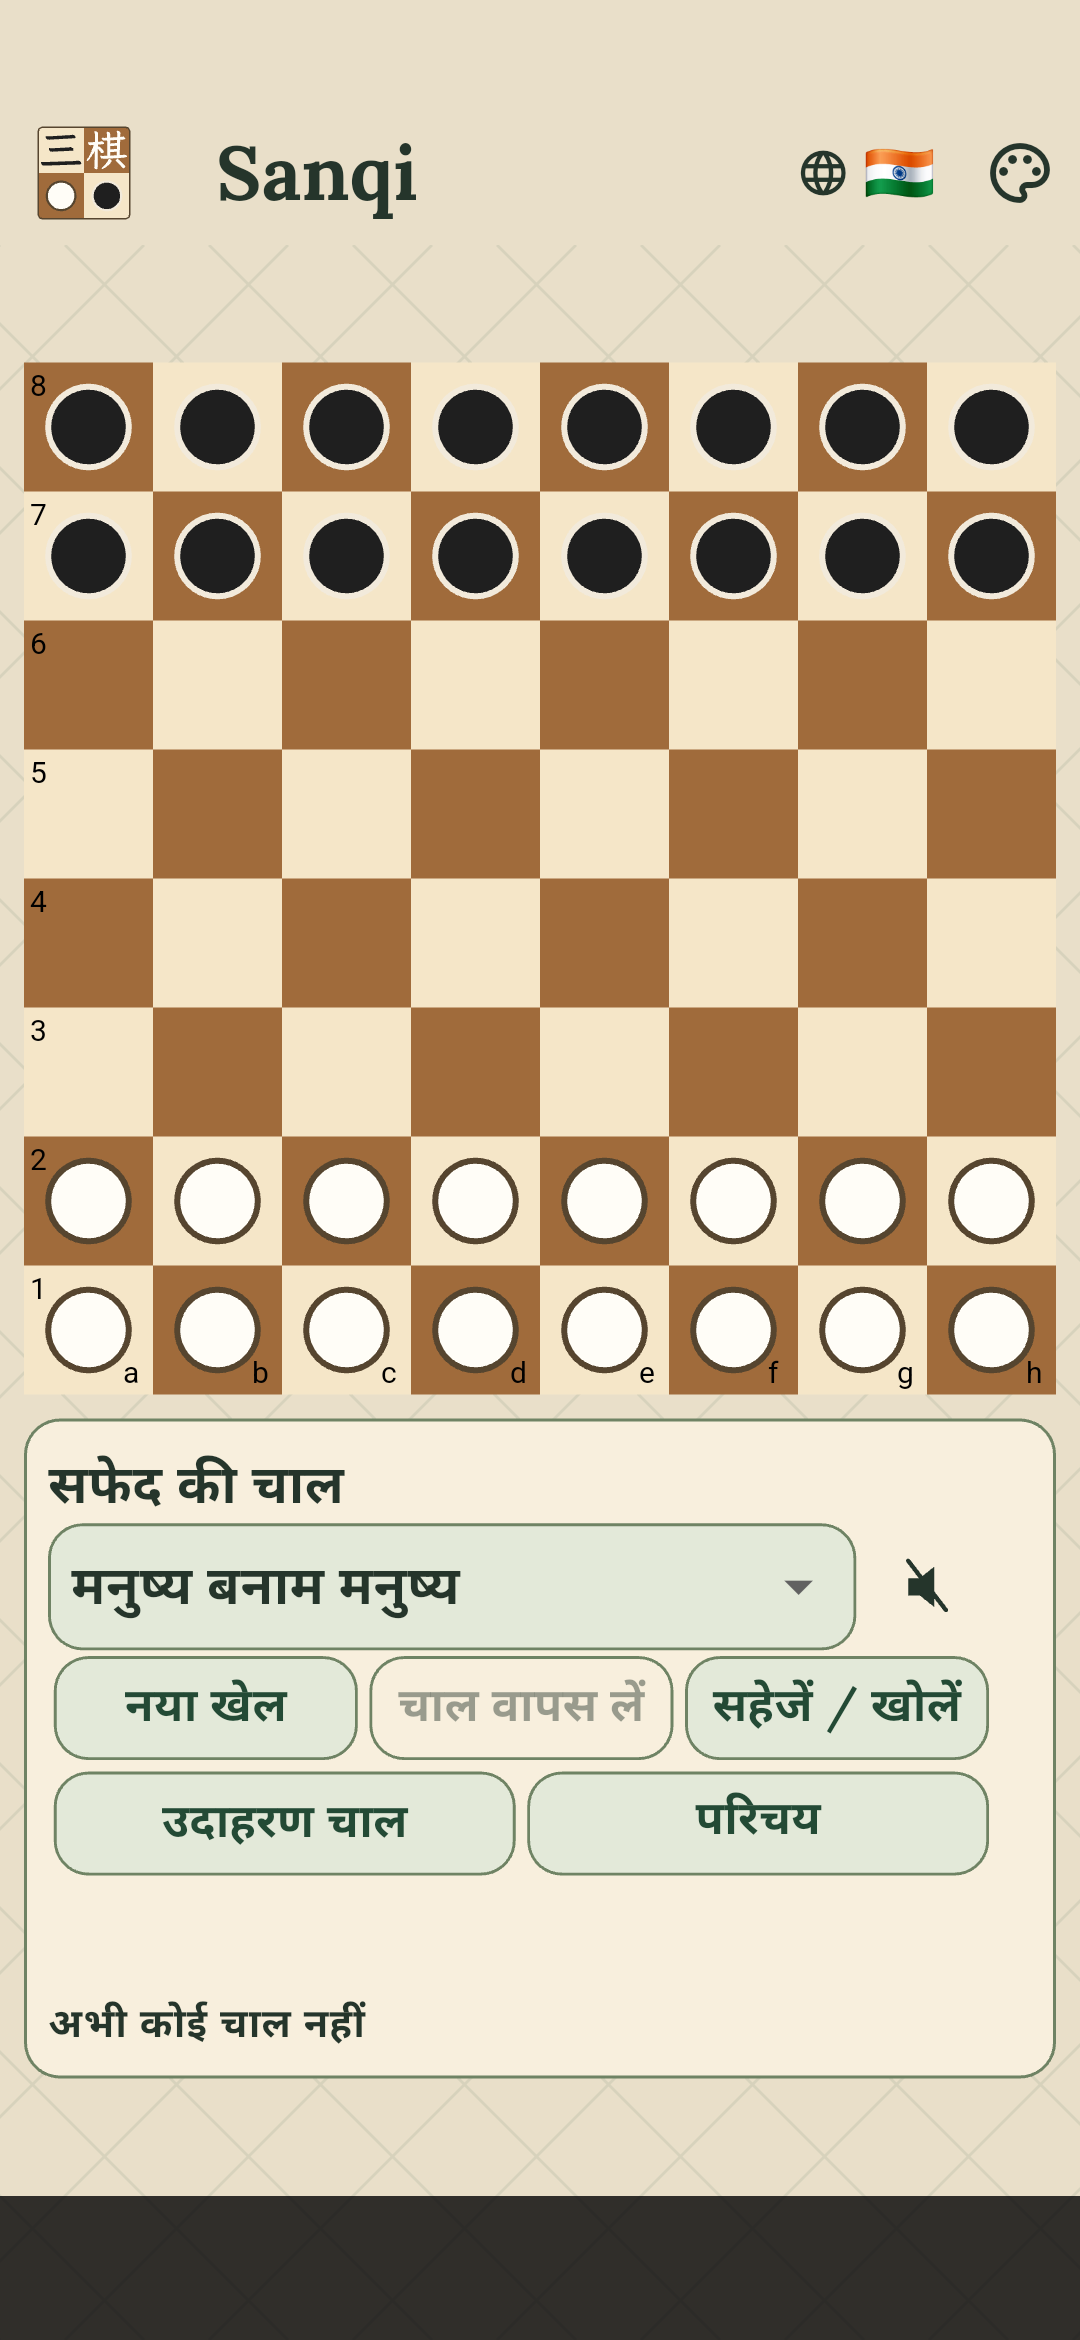 三棋
Sanqi
8
7
6
5
4
3
2
1
a b c d e f g h
सफेद की चाल
मनुष्य बनाम मनुष्य
नया खेल चाल वापस लें सहेजें / खोलें
उदाहरण चाल परिचय
अभी कोई चाल नहीं